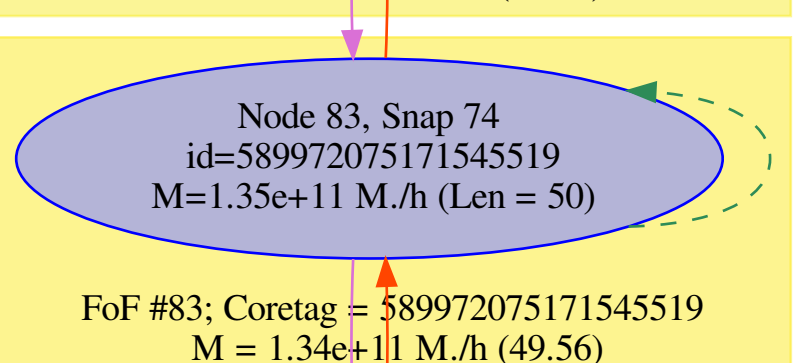 Node 83, Snap 74
id=589972075171545519
M=1.35e+11 M./h (Len = 50)
FoF #83; Coretag = 589972075171545519
M = 1.34e+11 M./h (49.56)